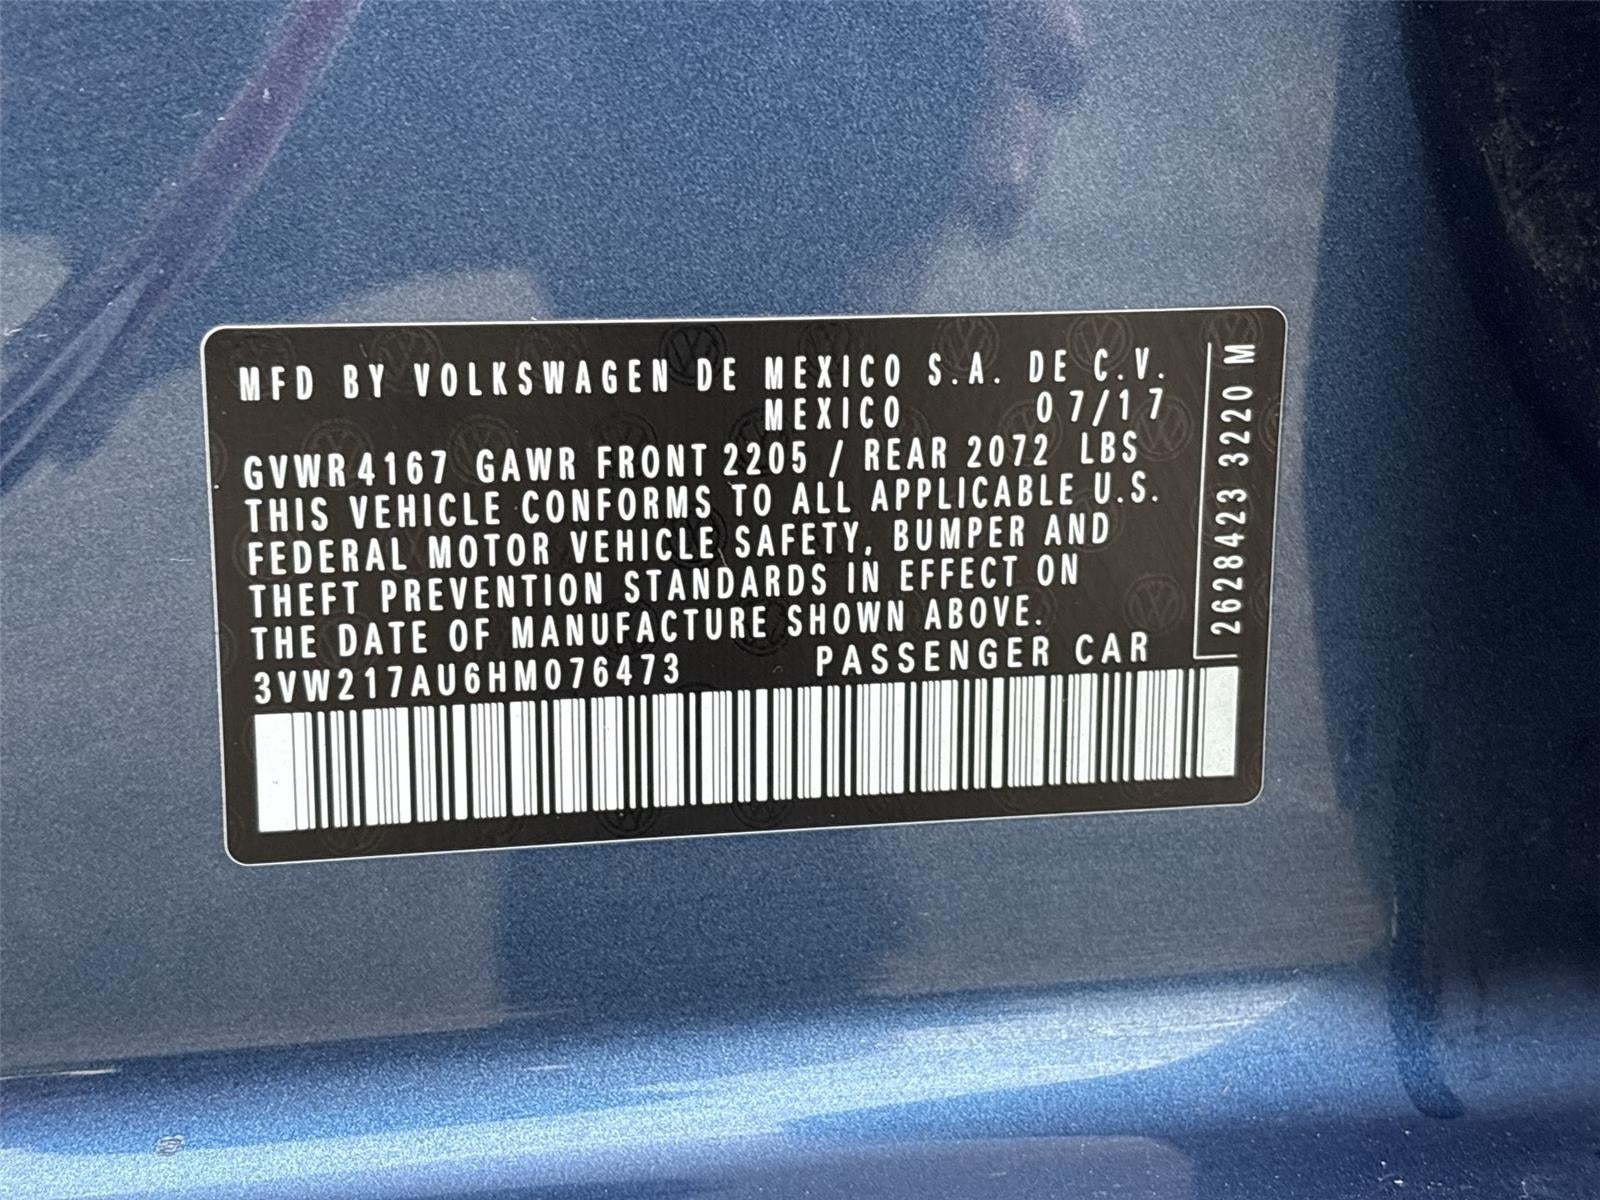 MFD BY VOLKSWAGEN DE MEXICO S.A. DE C.V.
MEXICO 07/17
GVWR 4167 GAWR FRONT 2205 / REAR 2072 LBS
THIS VEHICLE CONFORMS TO ALL APPLICABLE U.S.
FEDERAL MOTOR VEHICLE SAFETY, BUMPER AND
THEFT PREVENTION STANDARDS IN EFFECT ON
THE DATE OF MANUFACTURE SHOWN ABOVE.
3VW217AU6HM076473 PASSENGER CAR
2628423 3220 M